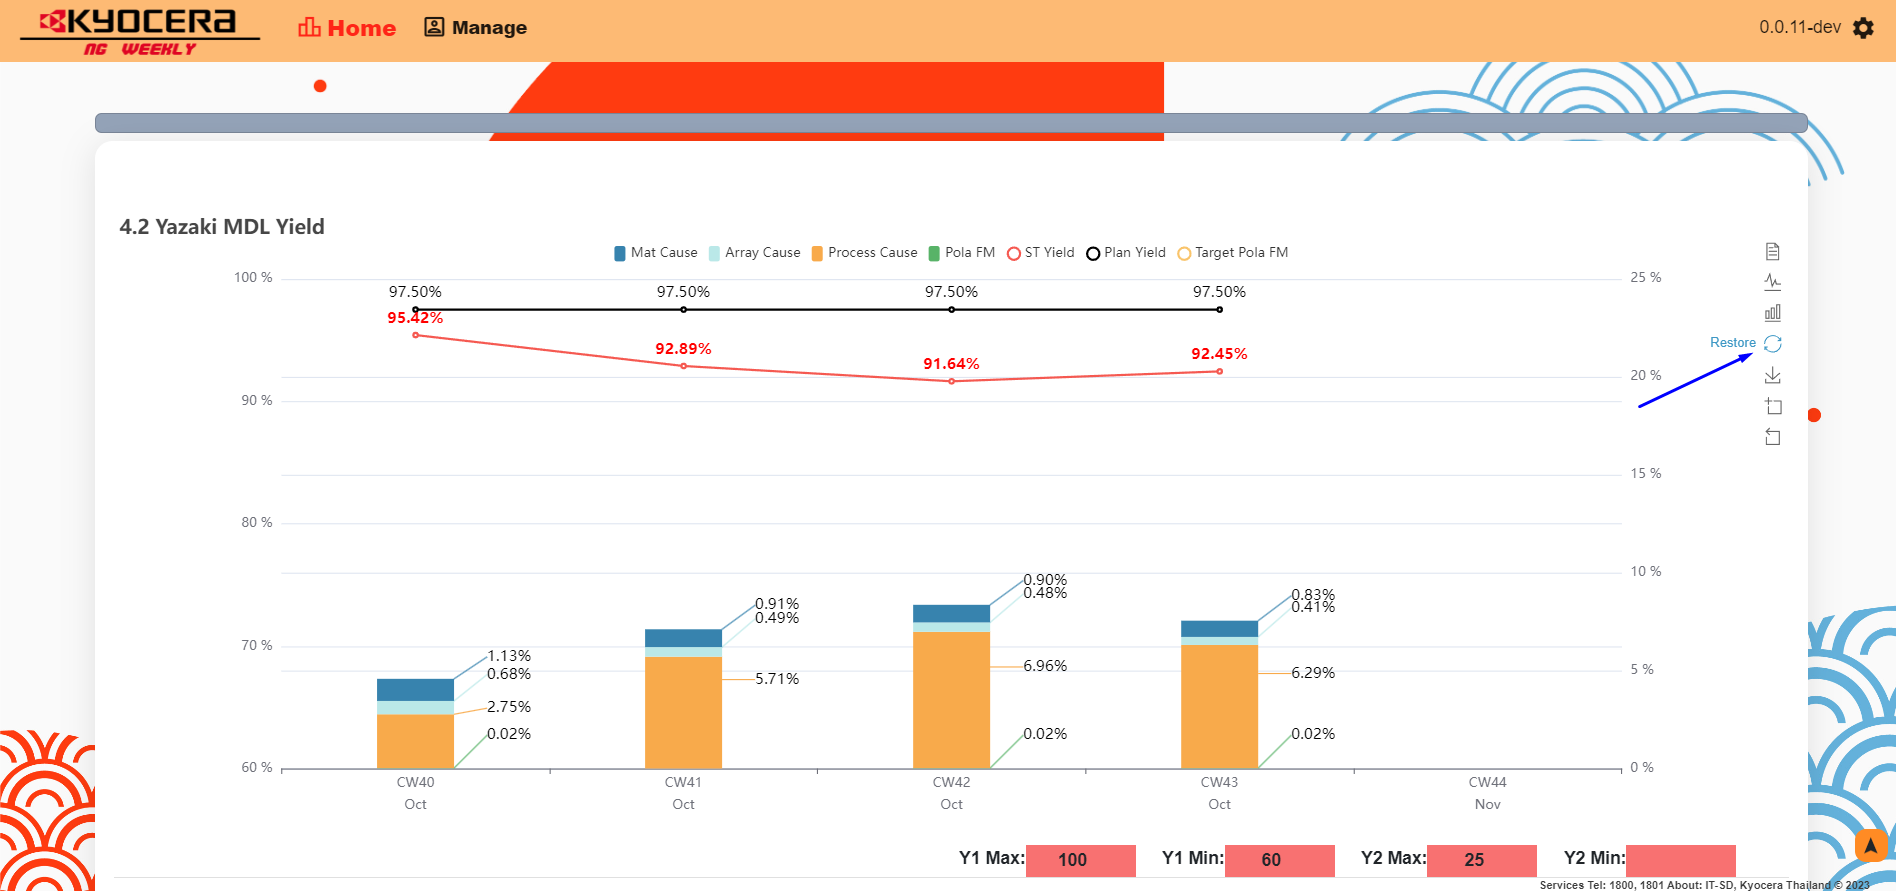 KYOCERA
NG WEEKLY
Home
Manage
0.0.11-dev
4.2 Yazaki MDL Yield
Mat Cause Array Cause Process Cause Pola FM ST Yield Plan Yield Target Pola FM
100 %
90 %
80 %
70 %
60 %
97.50% 97.50% 97.50% 97.50%
95.42% 92.89% 91.64% 92.45%
1.13%
0.68%
2.75%
0.02%
0.91%
0.49%
5.71%
0.90%
0.48%
6.96%
0.02%
0.83%
0.41%
6.29%
0.02%
25 %
20 %
15 %
10 %
5 %
0 %
Restore
CW40 CW41 CW42 CW43 CW44
Oct Oct Oct Oct Nov
Y1 Max: 100 Y1 Min: 60 Y2 Max: 25 Y2 Min:
Services Tel: 1800, 1801 About: IT-SD, Kyocera Thailand © 2023